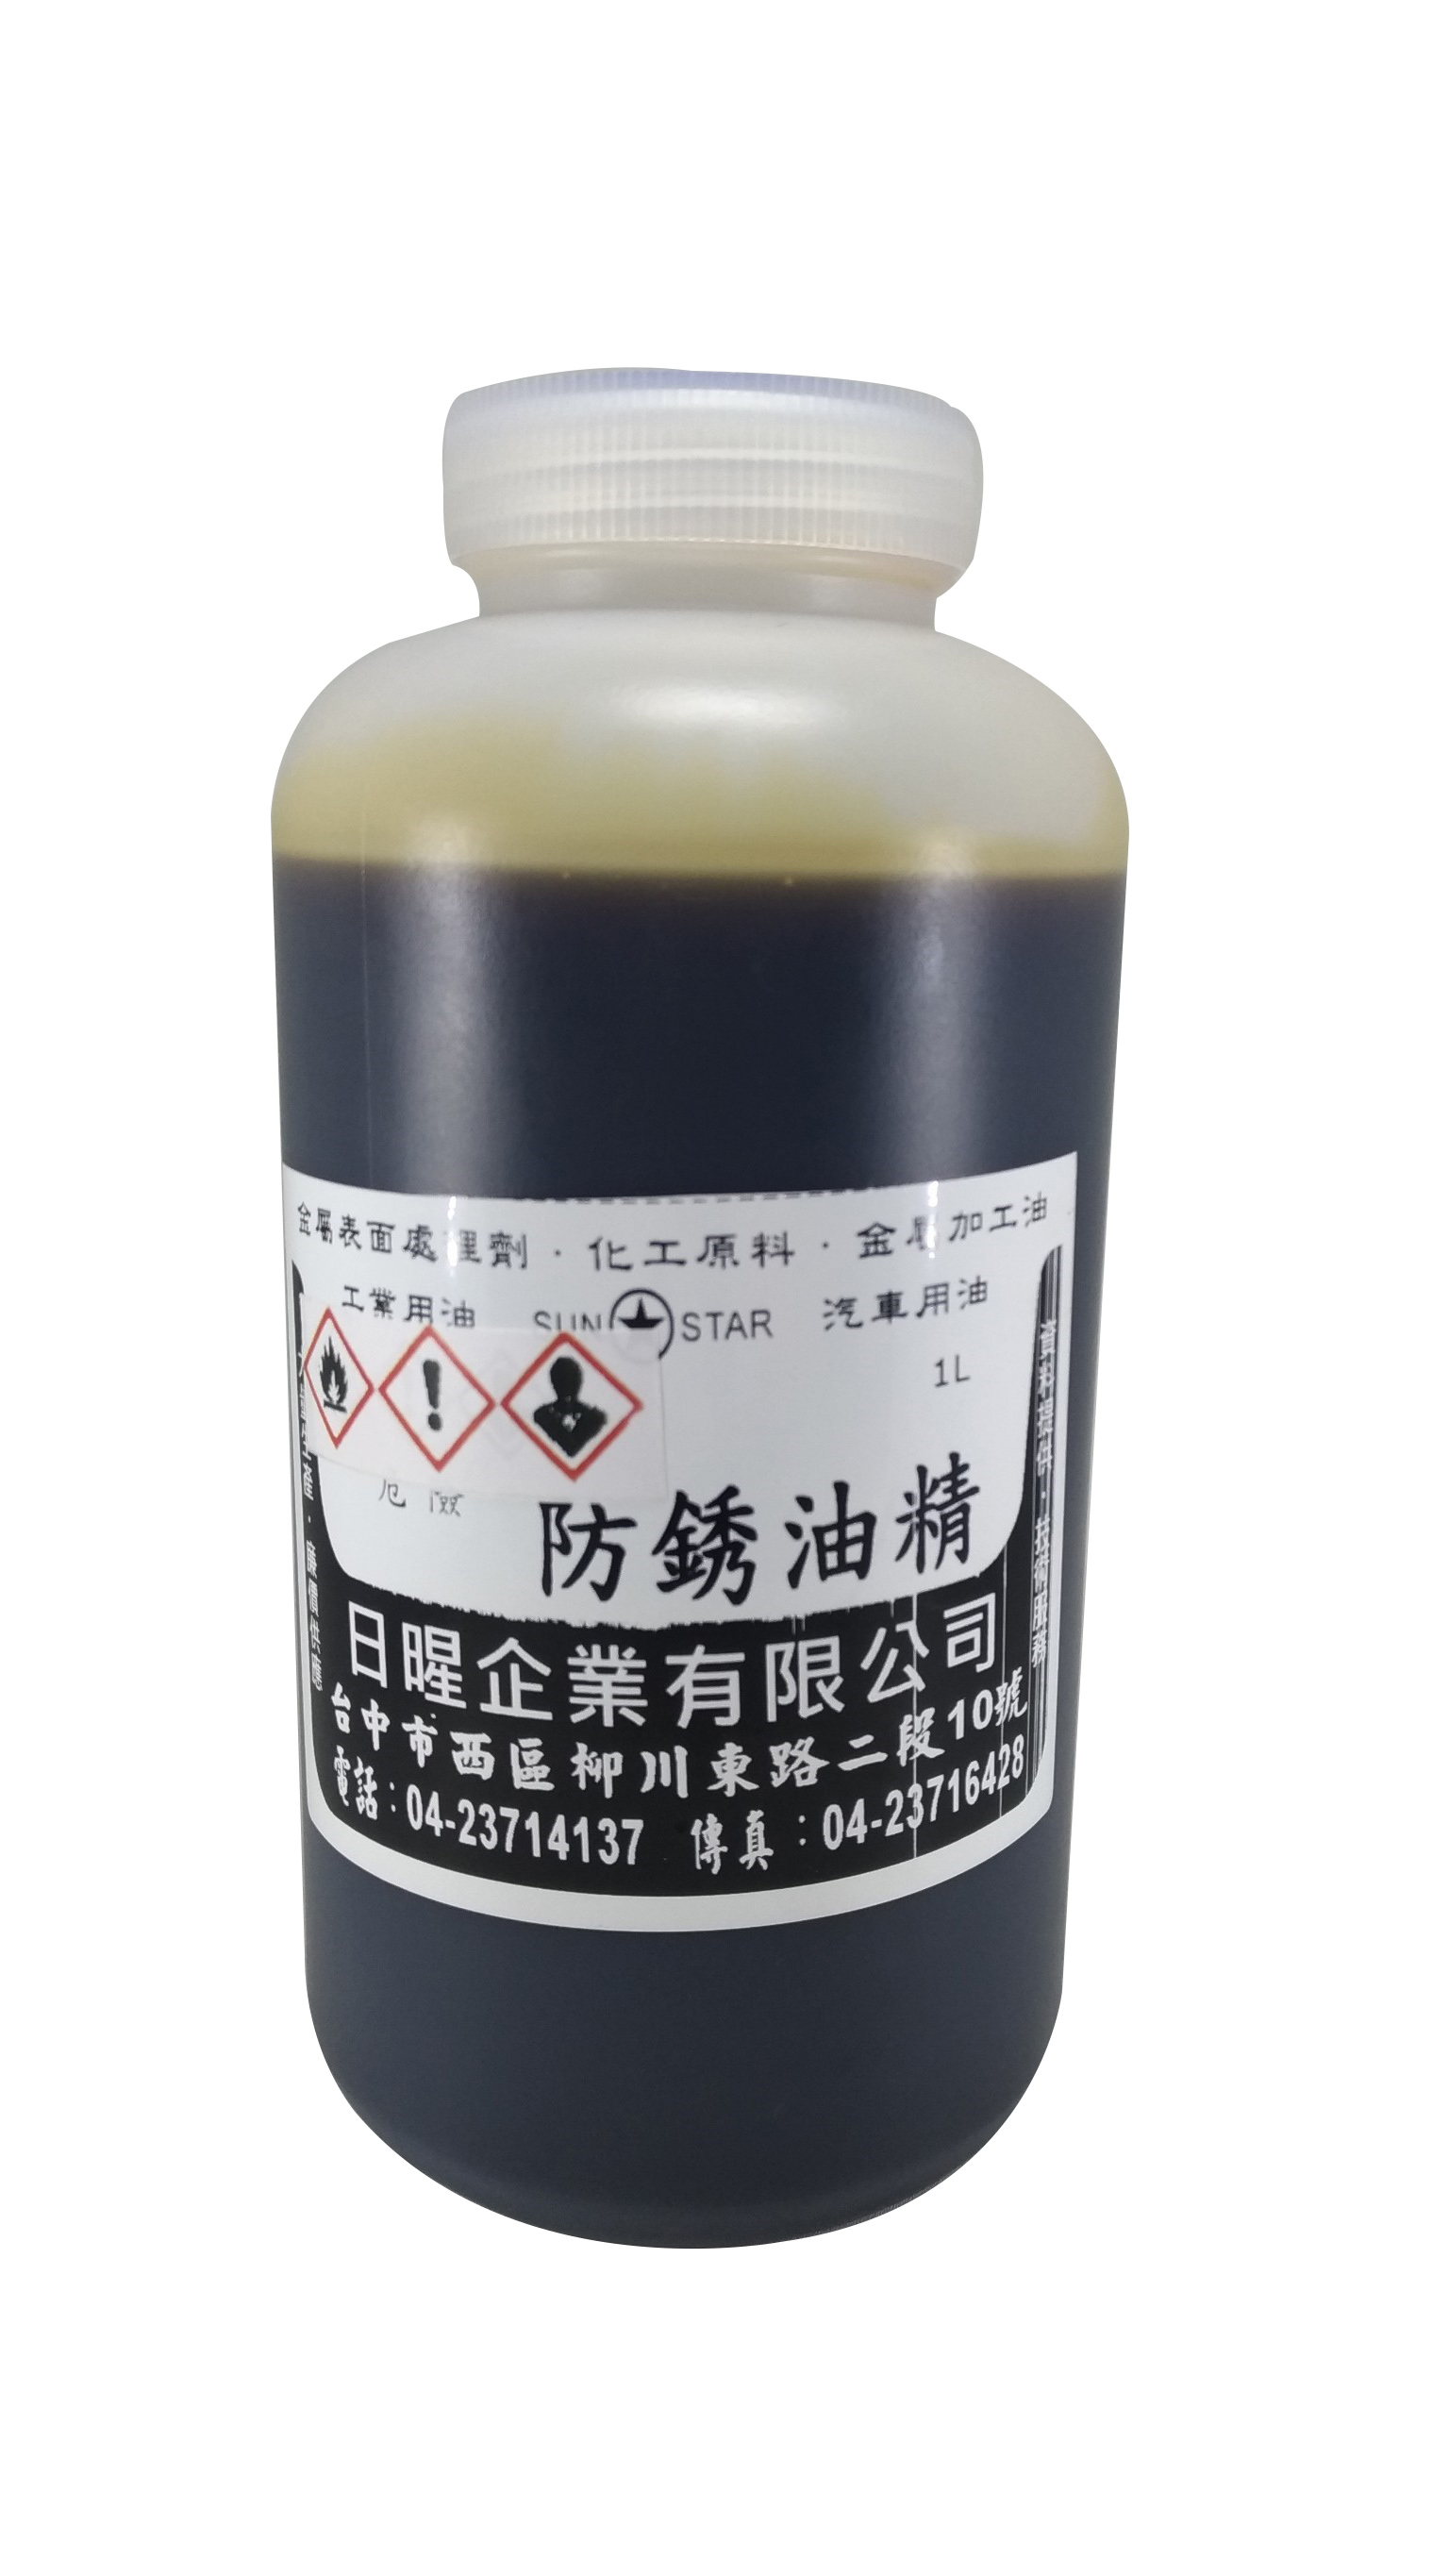 金屬表面處理劑 · 化工原料 · 金屬加工油
工業用油 SUN STAR 汽車用油
1L
防銹油精
日暒企業有限公司
台中市西區柳川東路二段10號
電話：04-23714137 傳真：04-23716428